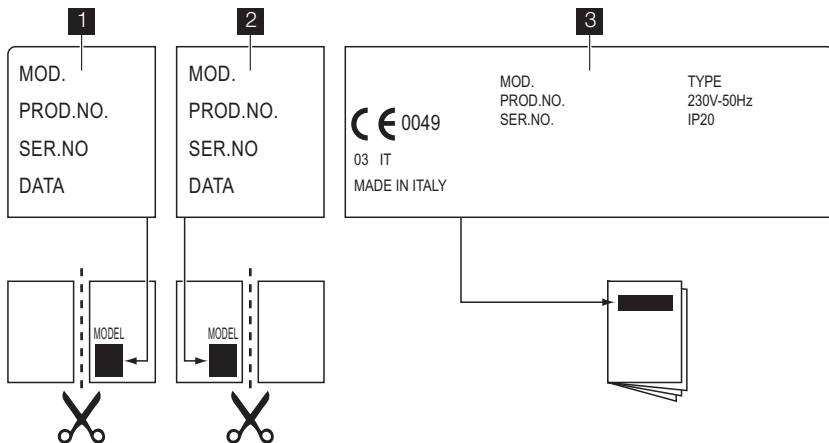 1
MOD.
PROD.NO.
SER.NO
DATA
MODEL
2
MOD.
PROD.NO.
SER.NO
DATA
MODEL
3
MOD.
PROD.NO.
SER.NO.
TYPE
230V-50Hz
IP20
CE 0049
03 IT
MADE IN ITALY